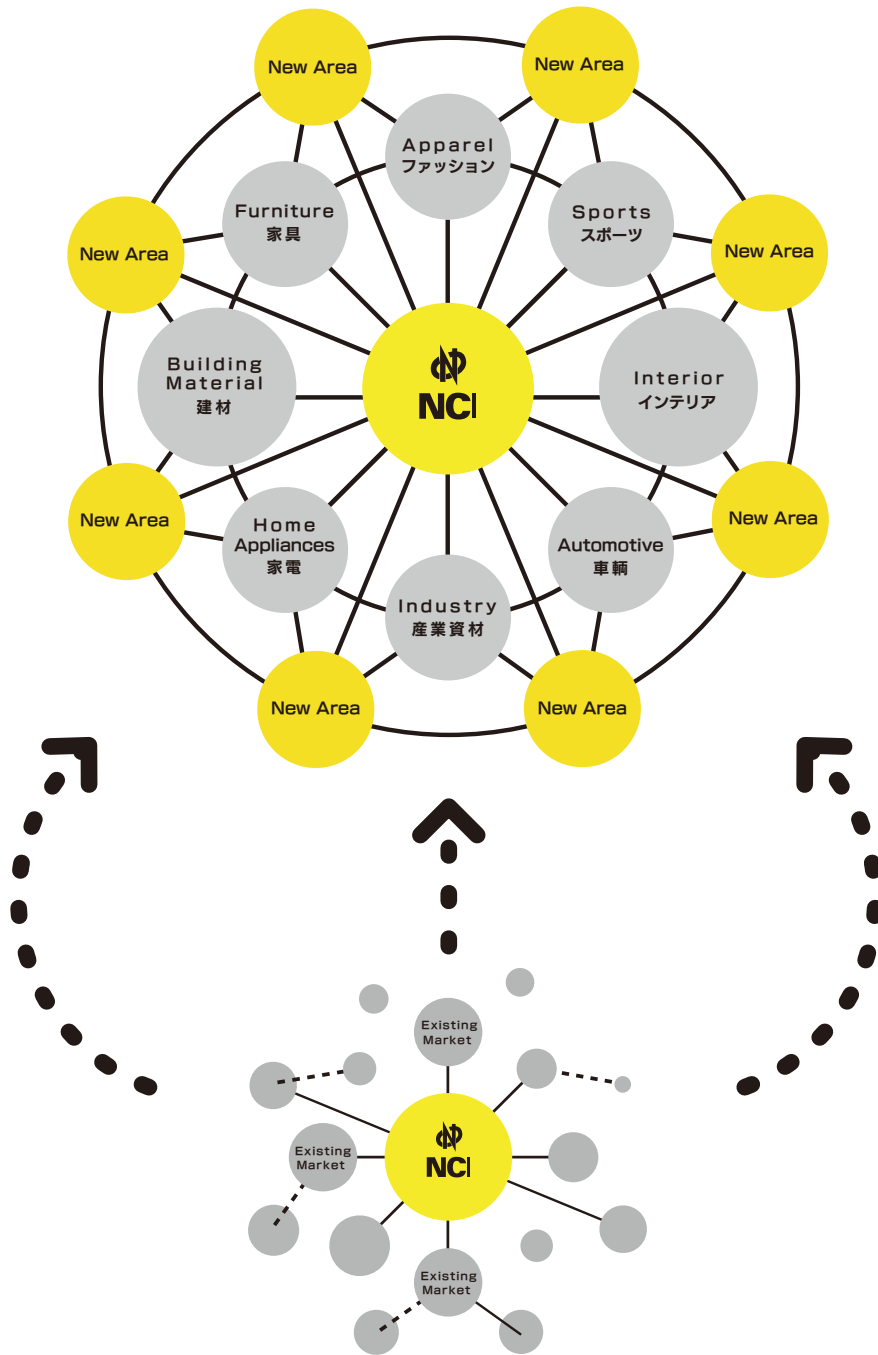 New Area
New Area
Apparel
ファッション
Furniture
家具
Sports
スポーツ
New Area
New Area
Building
Material
建材
NCI
Interior
インテリア
New Area
New Area
Home
Appliances
家電
Automotive
車輌
Industry
産業資材
New Area
New Area
Existing
Market
Existing
Market
NCI
Existing
Market